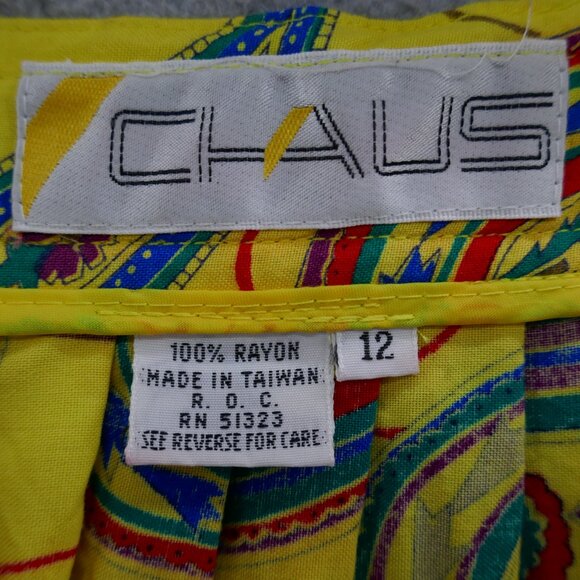 CHAUS
12
100% RAYON
MADE IN TAIWAN
R. O. C.
RN 51323
SEE REVERSE FOR CARE